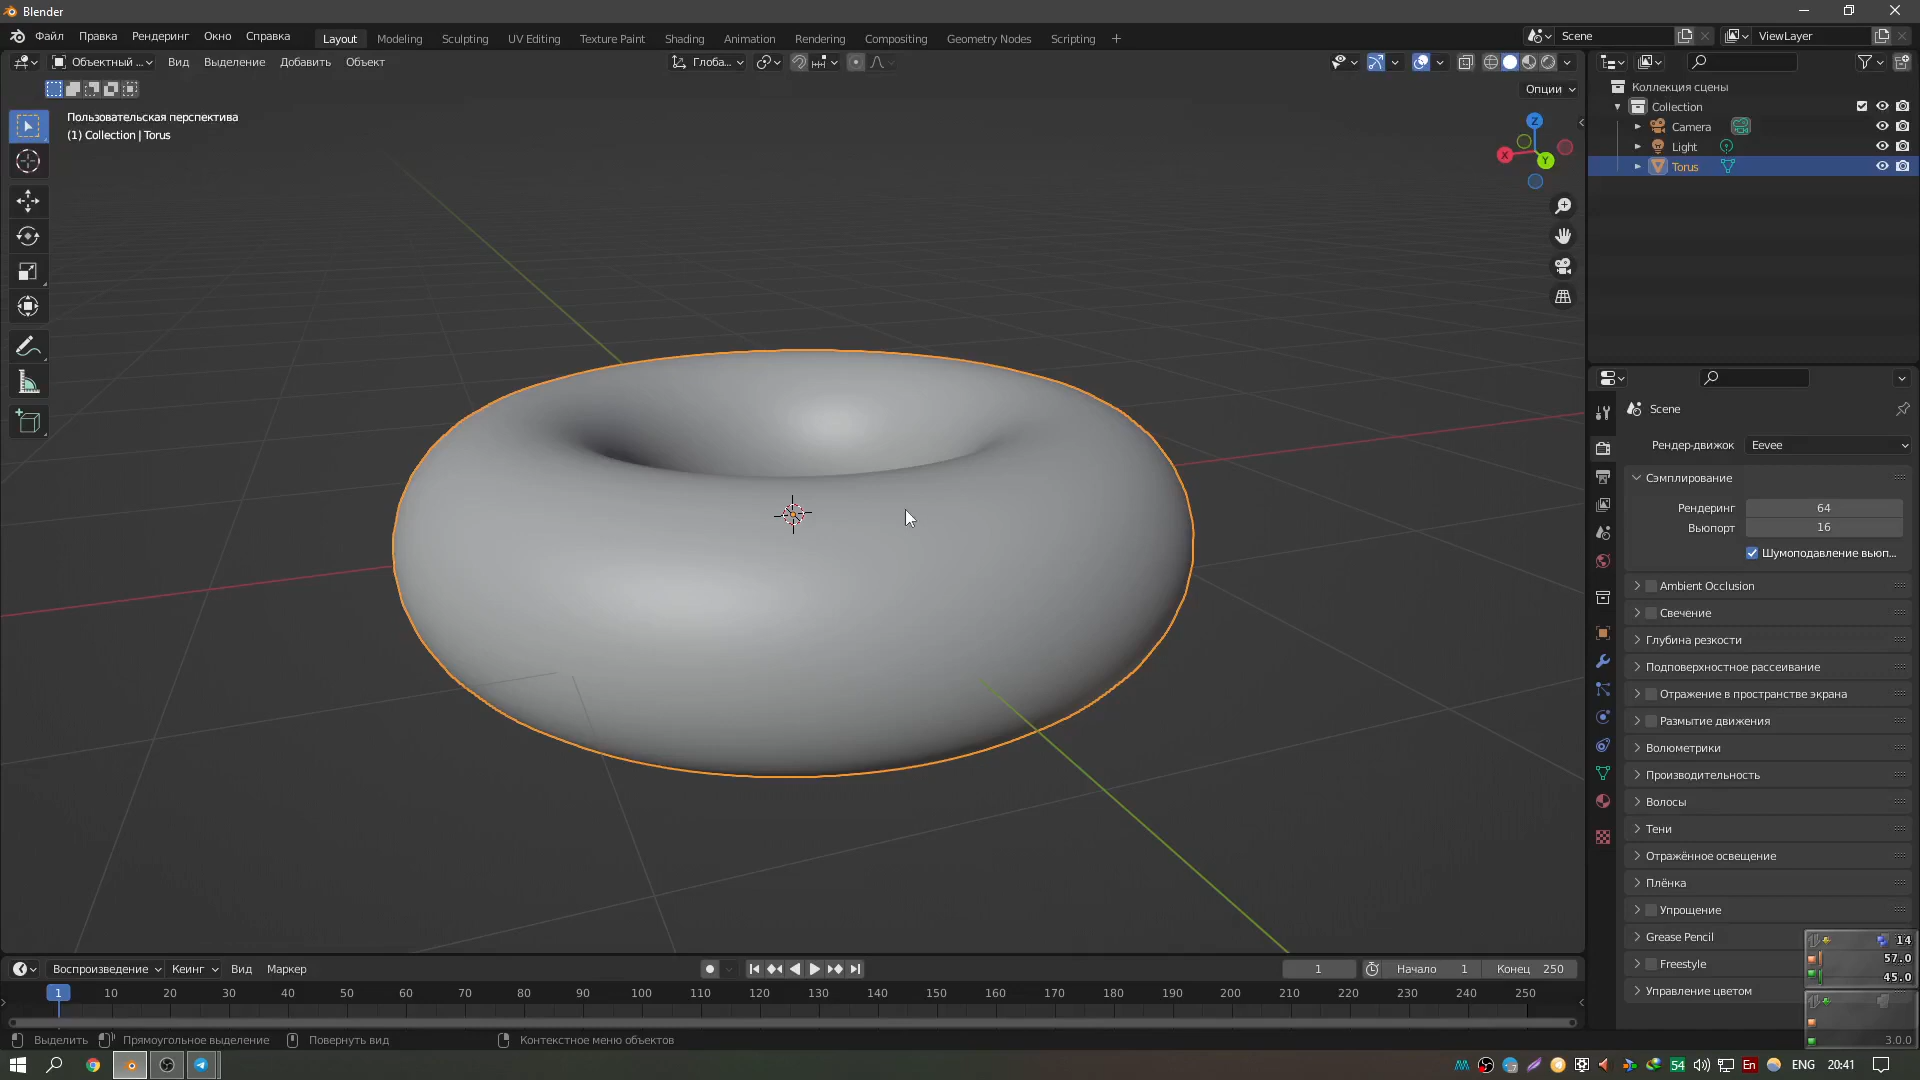 Blender
Файл Правка Рендеринг Окно Справка Layout Modeling Sculpting UV Editing Texture Paint Shading Animation Rendering Compositing Geometry Nodes Scripting + Scene ViewLayer
Объектный ... Вид Выделение Добавить Объект Глоба...
Опции
Пользовательская перспектива
(1) Collection | Torus
Z
X
Y
Коллекция сцены
Collection
Camera
Light
Torus
Scene
Рендер-движок Eevee
Сэмплирование
Рендеринг 64
Вьюпорт 16
Шумоподавление вьюп...
Ambient Occlusion
Свечение
Глубина резкости
Подповерхностное рассеивание
Отражение в пространстве экрана
Размытие движения
Волюметрики
Производительность
Волосы
Тени
Отражённое освещение
Плёнка
Упрощение
Grease Pencil
Freestyle
Управление цветом
14
57.0
45.0
Воспроизведение Кеинг Вид Маркер 1 Начало 1 Конец 250
1 10 20 30 40 50 60 70 80 90 100 110 120 130 140 150 160 170 180 190 200 210 220 230 240 250
Выделить Прямоугольное выделение Повернуть вид Контекстное меню объектов 3.0.0
54 En ENG 20:41